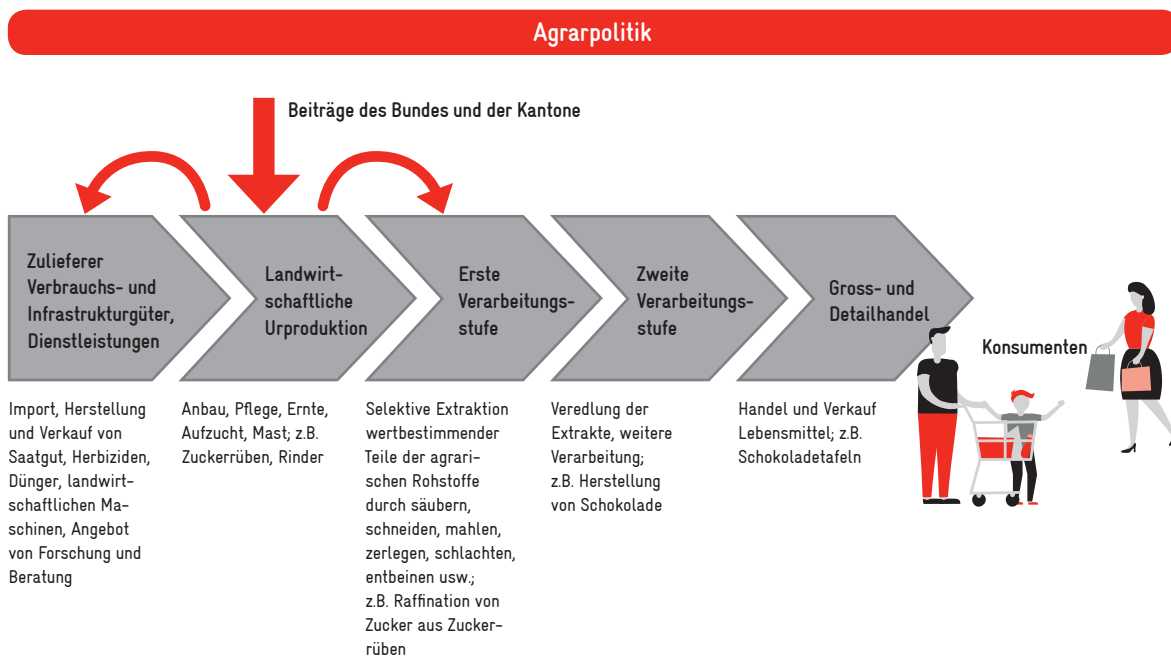 Agrarpolitik
Beiträge des Bundes und der Kantone
Zulieferer
Verbrauchs- und
Infrastrukturgüter,
Dienstleistungen
Landwirt-
schaftliche
Urproduktion
Erste
Verarbeitungs-
stufe
Zweite
Verarbeitungs-
stufe
Gross- und
Detailhandel
Konsumenten
Import, Herstellung
und Verkauf von
Saatgut, Herbiziden,
Dünger, landwirt-
schaftlichen Ma-
schinen, Angebot
von Forschung und
Beratung
Anbau, Pflege, Ernte,
Aufzucht, Mast; z.B.
Zuckerrüben, Rinder
Selektive Extraktion
wertbestimmender
Teile der agrari-
schen Rohstoffe
durch säubern,
schneiden, mahlen,
zerlegen, schlachten,
entbeinen usw.;
z.B. Raffination von
Zucker aus Zucker-
rüben
Veredlung der
Extrakte, weitere
Verarbeitung;
z.B. Herstellung
von Schokolade
Handel und Verkauf
Lebensmittel; z.B.
Schokoladetafeln